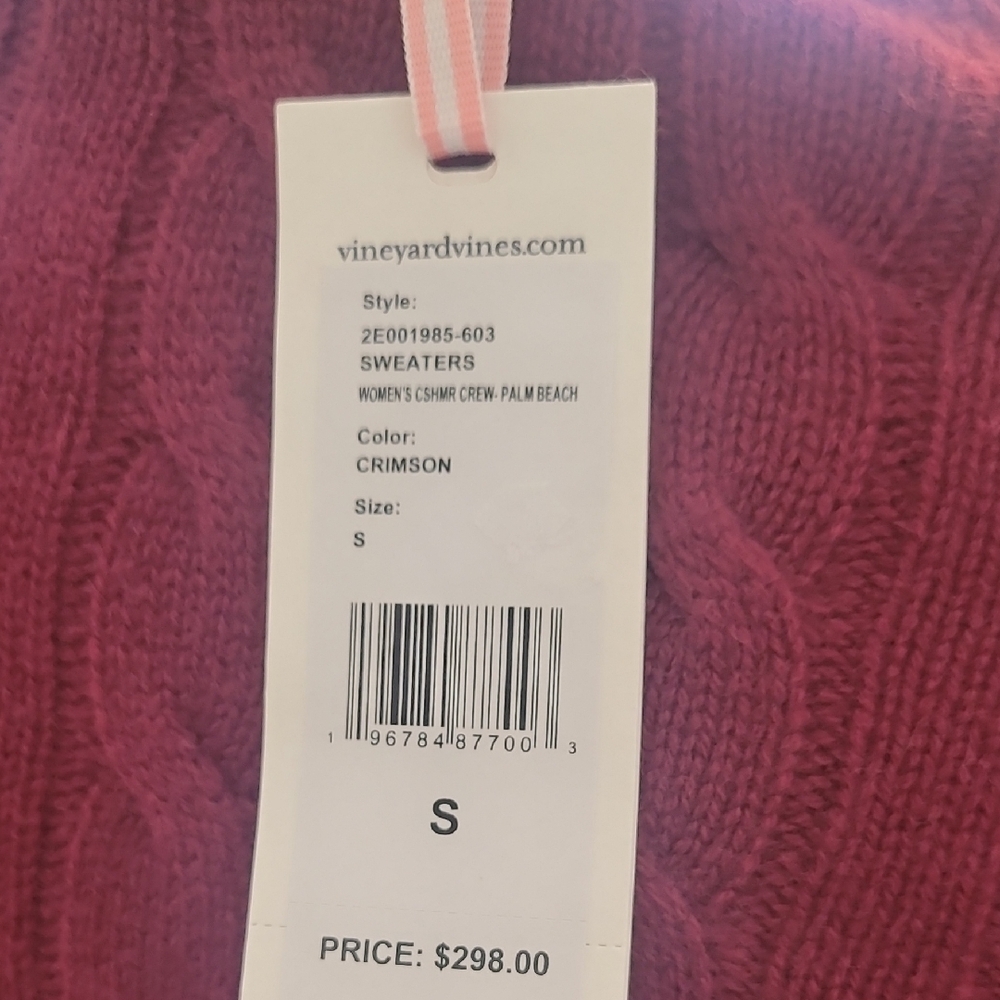 vineyardvines.com
Style:
2E001985-603
SWEATERS
WOMEN'S CSHMR CREW- PALM BEACH
Color:
CRIMSON
Size:
S
1 96784 87700 3
S
PRICE: $298.00